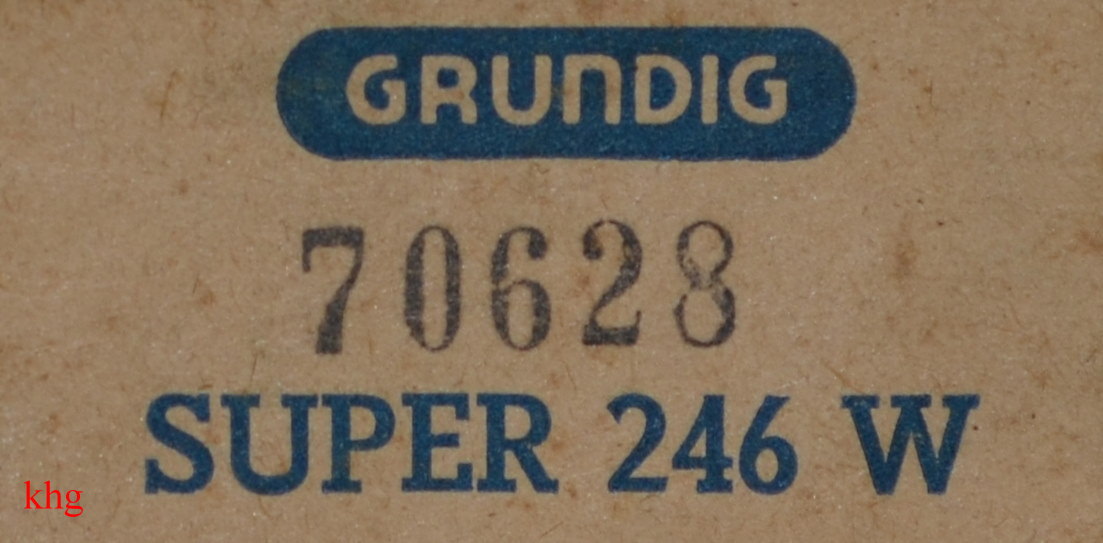 GRUNDIG
70628
SUPER 246 W
khg